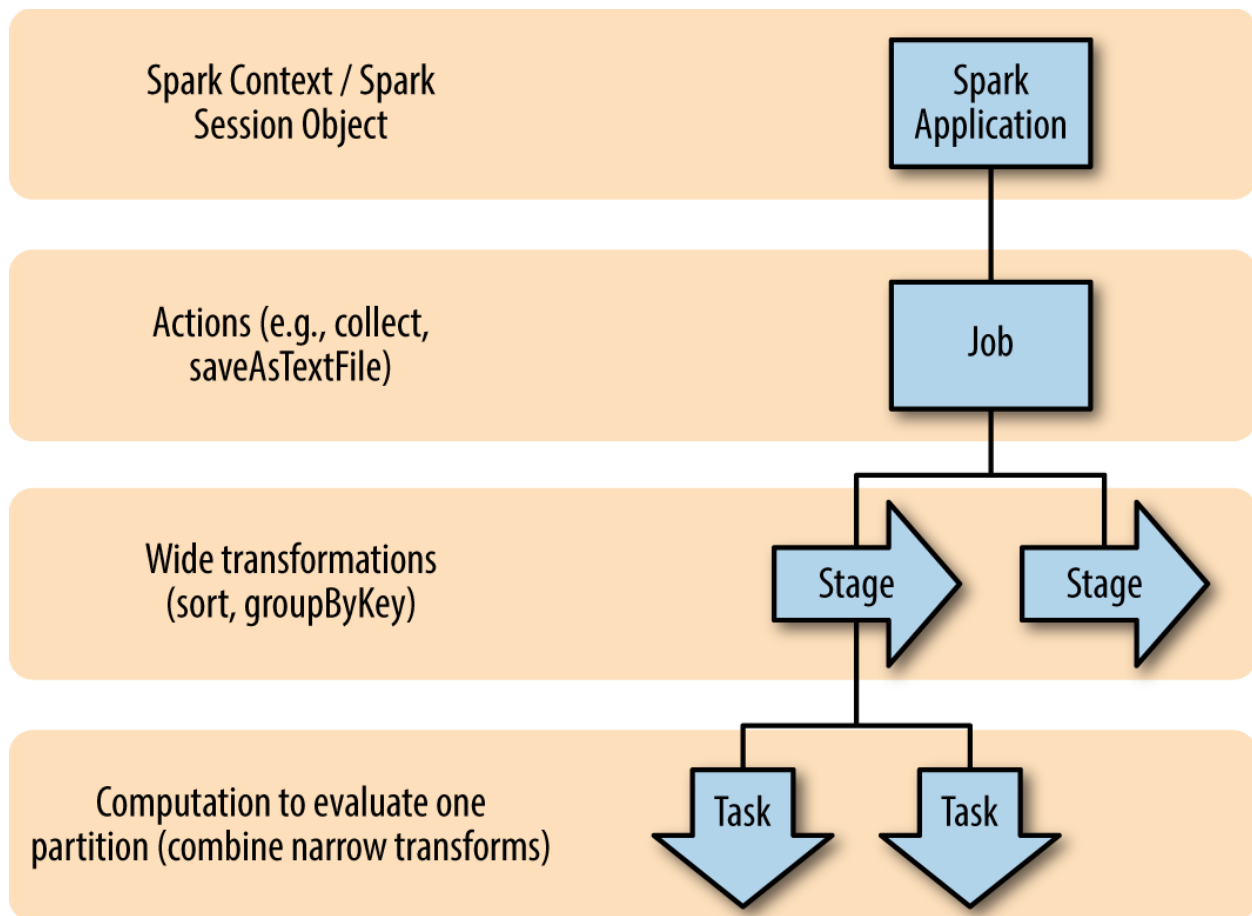 Spark Context / Spark
Session Object
Spark
Application
Actions (e.g., collect,
saveAsTextFile)
Job
Wide transformations
(sort, groupByKey)
Stage
Stage
Computation to evaluate one
partition (combine narrow transforms)
Task
Task